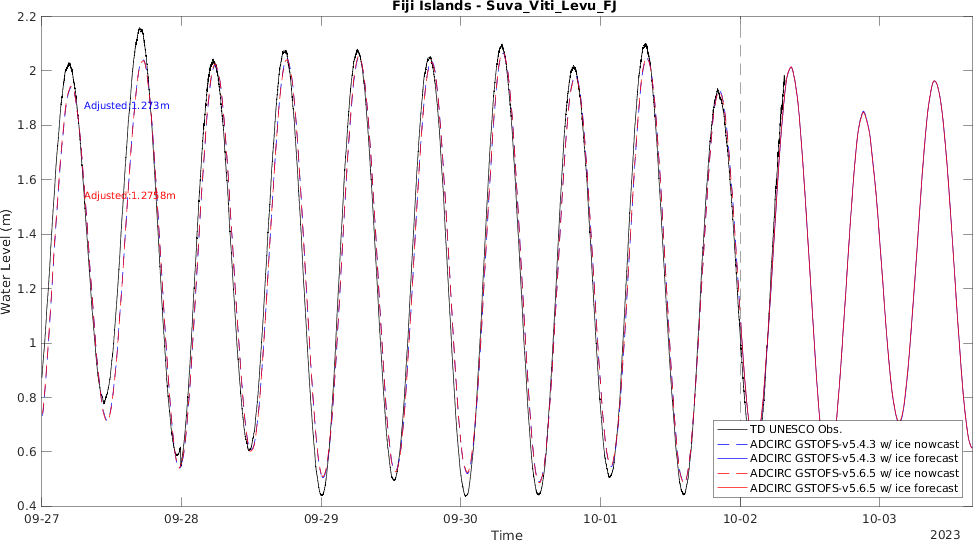 Fiji Islands - Suva_Viti_Levu_FJ
2.2
2
1.8
1.6
1.4
1.2
1
0.8
0.6
0.4
Water Level (m)
Adjusted:1.273m
Adjusted:1.2758m
TD UNESCO Obs.
ADCIRC GSTOFS-v5.4.3 w/ ice nowcast
ADCIRC GSTOFS-v5.4.3 w/ ice forecast
ADCIRC GSTOFS-v5.6.5 w/ ice nowcast
ADCIRC GSTOFS-v5.6.5 w/ ice forecast
09-27 09-28 09-29 09-30 10-01 10-02 10-03
Time
2023